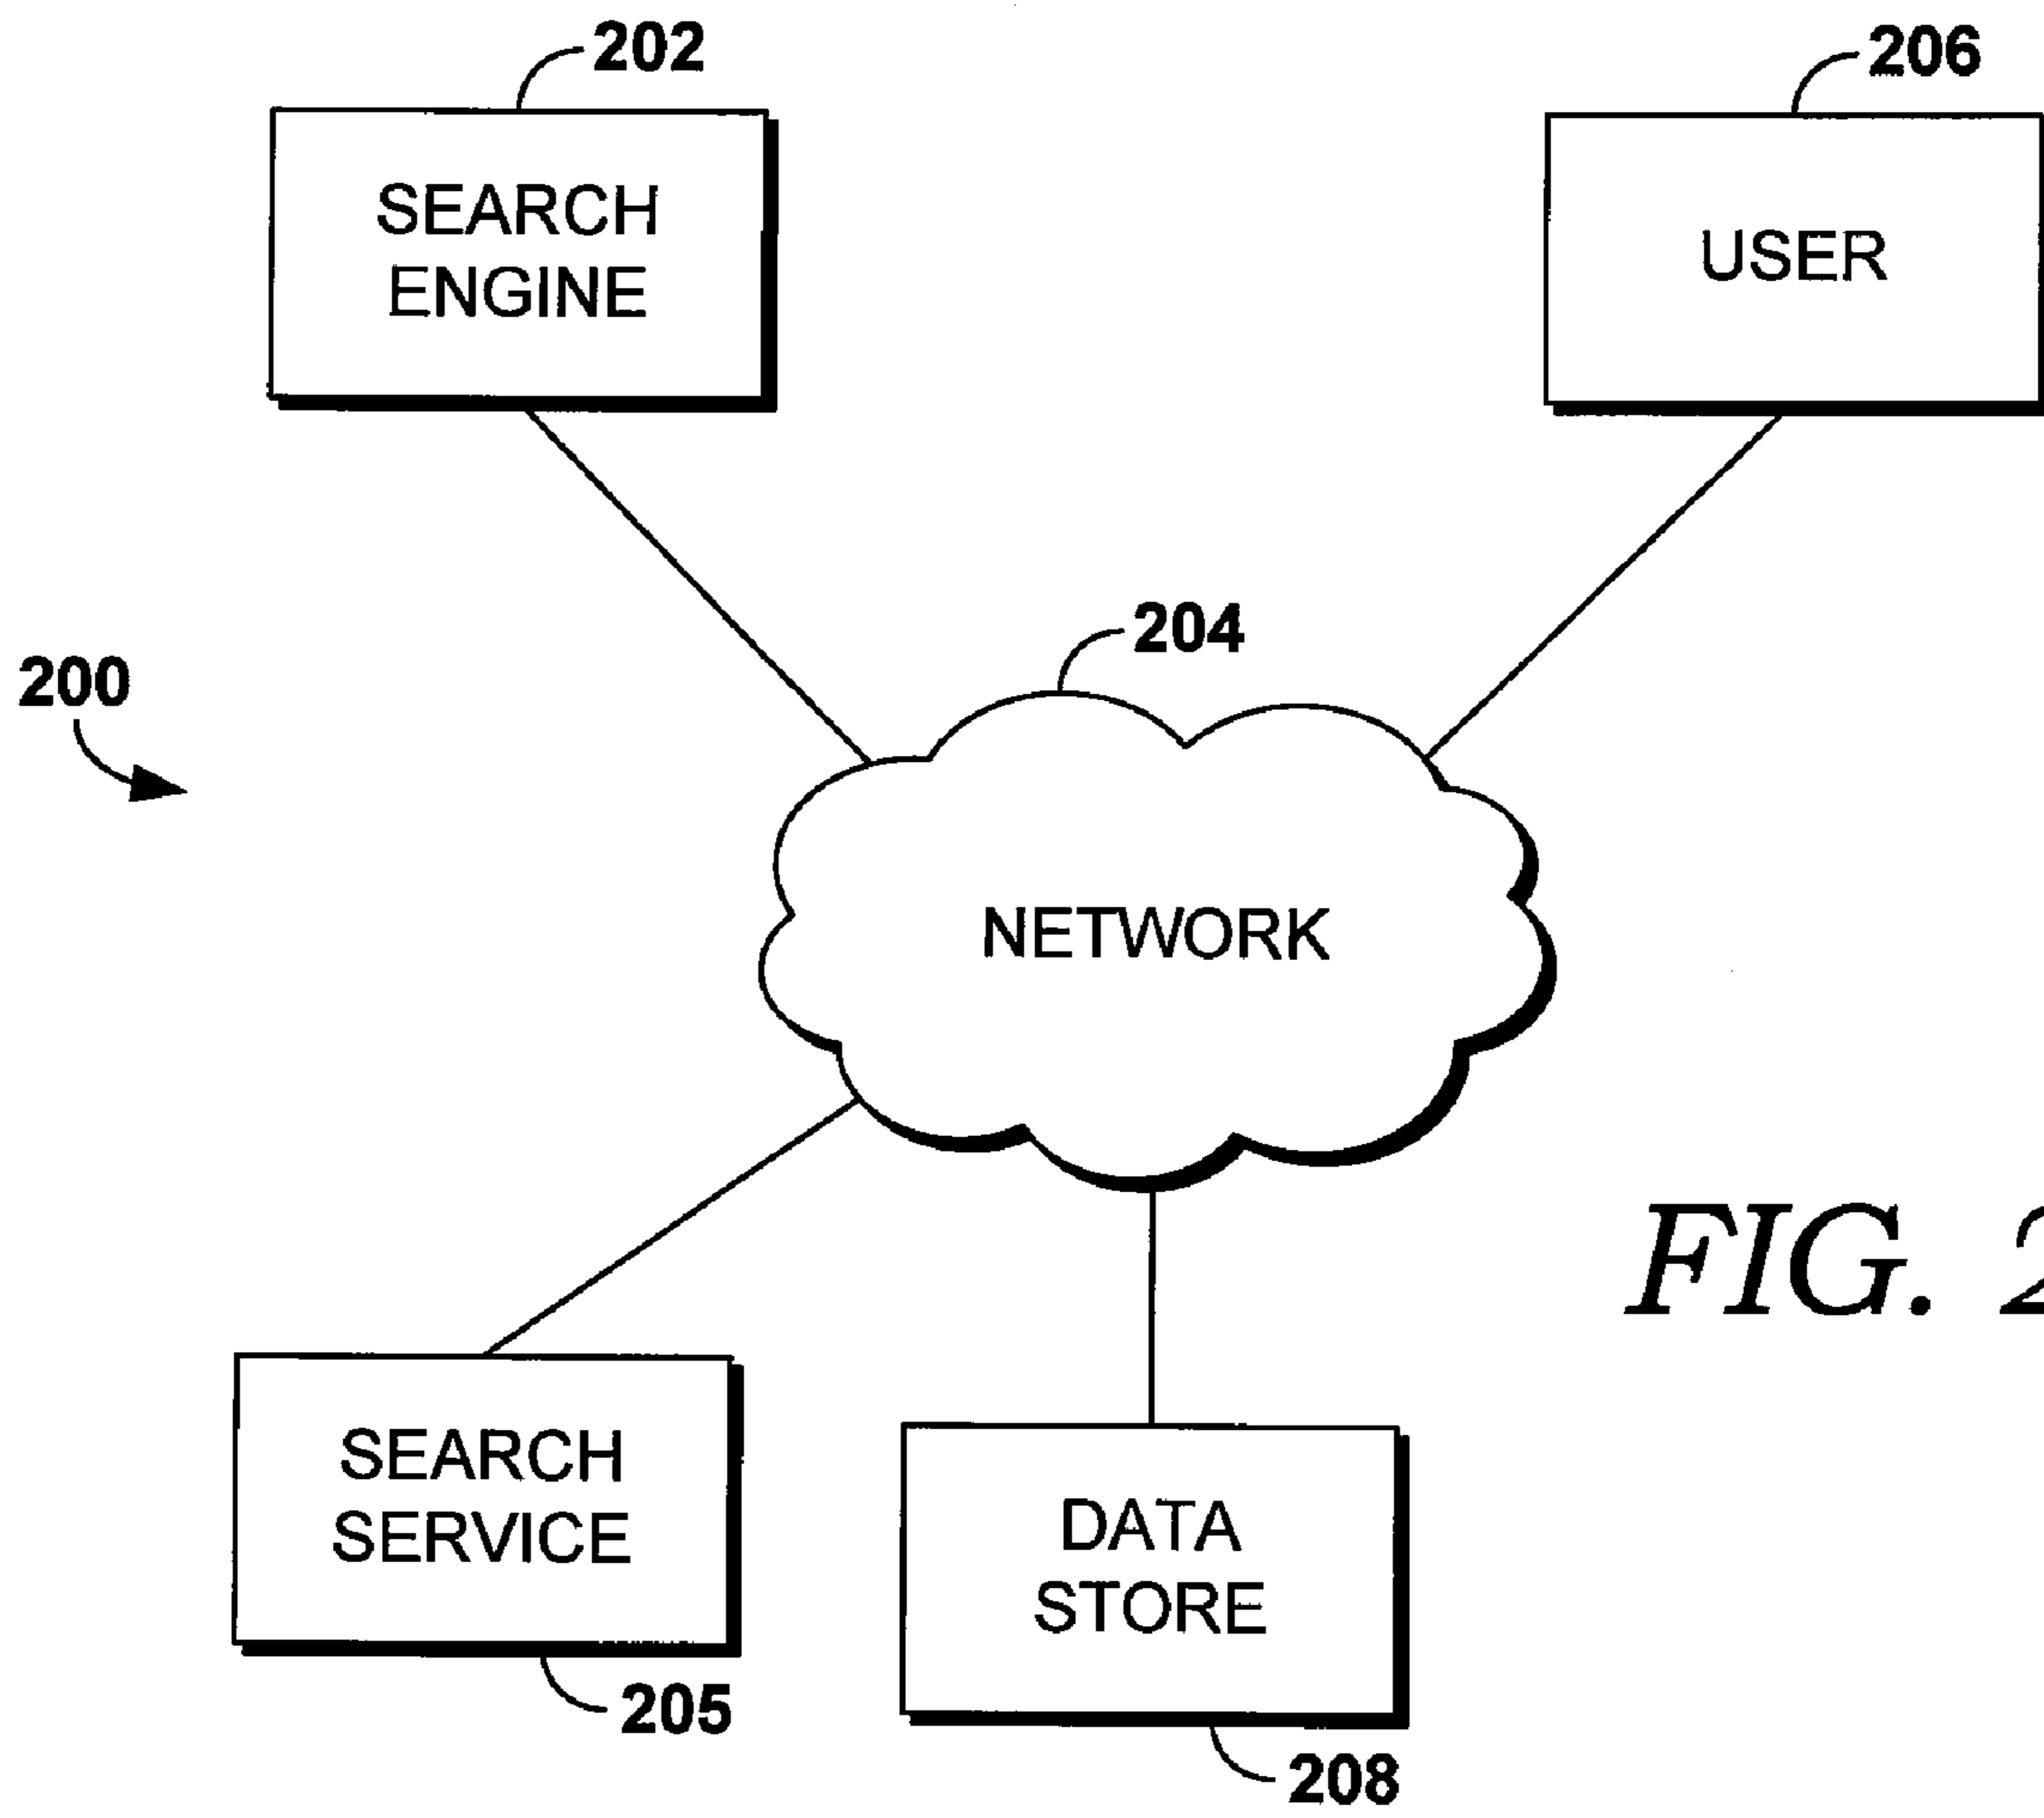 202
206
SEARCH
ENGINE
USER
204
200
NETWORK
FIG. 2
SEARCH
SERVICE
DATA
STORE
205
208